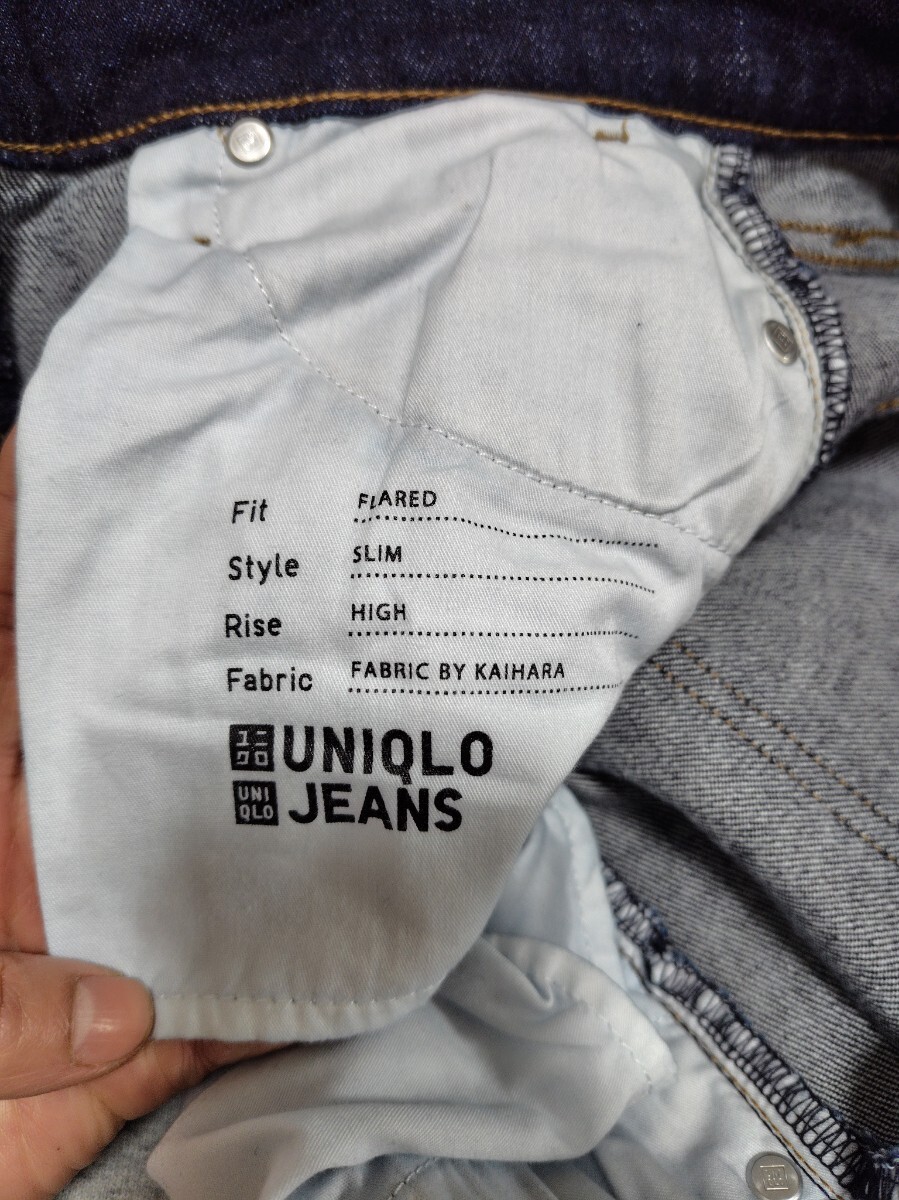 Fit FLARED
Style SLIM
Rise HIGH
Fabric FABRIC BY KAIHARA
ユニクロ UNIQLO
UNIQLO JEANS